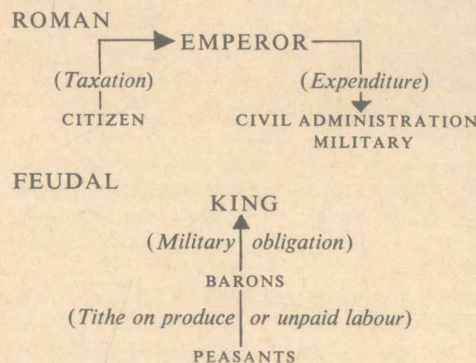 ROMAN
EMPEROR
(Taxation) (Expenditure)
CITIZEN CIVIL ADMINISTRATION
MILITARY
FEUDAL
KING
(Military obligation)
BARONS
(Tithe on produce or unpaid labour)
PEASANTS